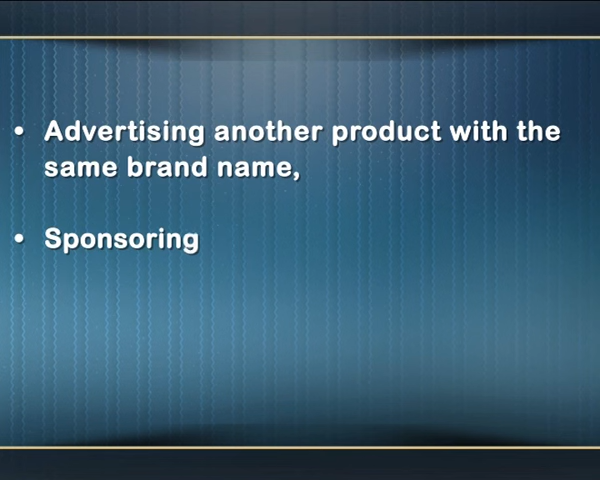 • Advertising another product with the
same brand name,
• Sponsoring